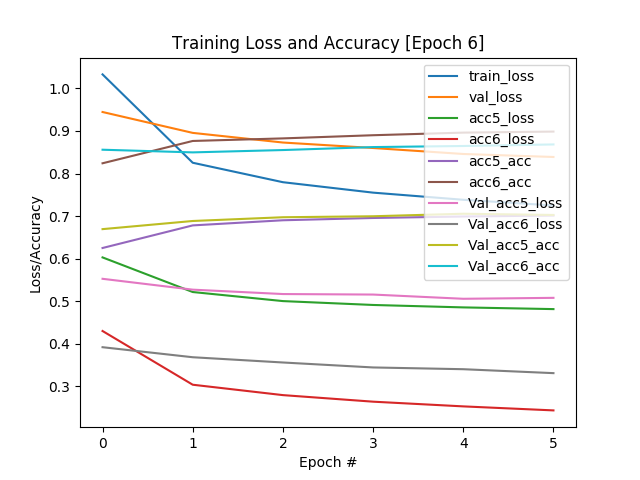 Training Loss and Accuracy [Epoch 6]
train_loss
val_loss
acc5_loss
acc6_loss
acc5_acc
acc6_acc
Val_acc5_loss
Val_acc6_loss
Val_acc5_acc
Val_acc6_acc
Loss/Accuracy
1.0
0.9
0.8
0.7
0.6
0.5
0.4
0.3
0
1
2
3
4
5
Epoch #